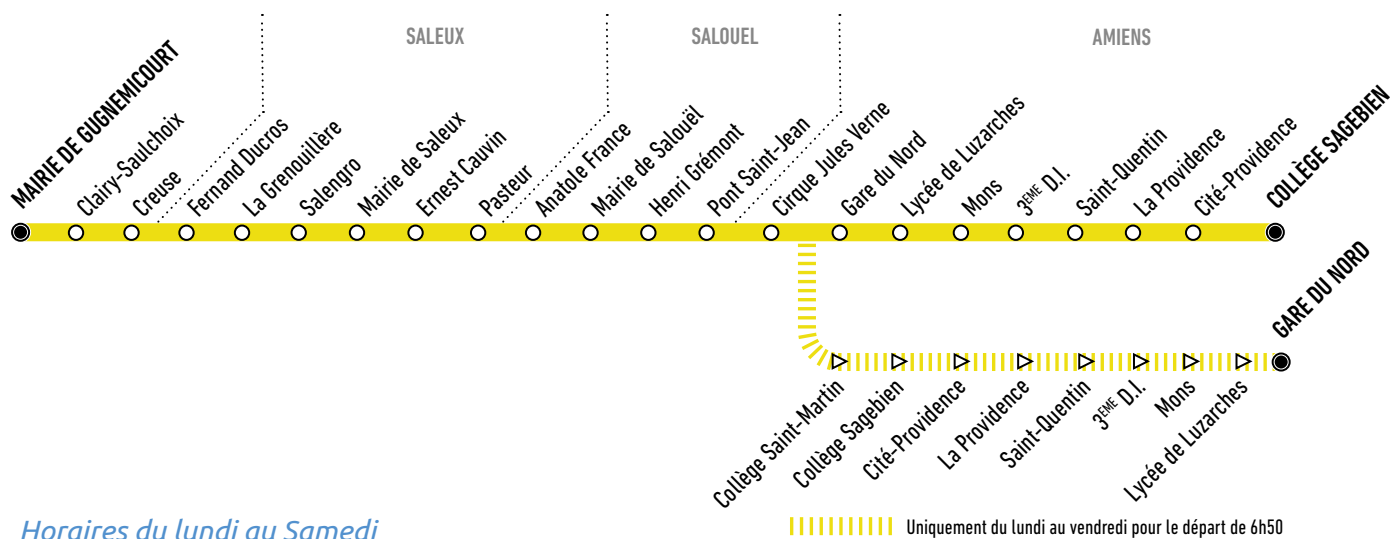 SALEUX
SALOUEL
AMIENS
MAIRIE DE GUGNEMICOURT
Clairy-Saulchoix
Creuse
Fernand Ducros
La Grenouillère
Salengro
Mairie de Saleux
Ernest Cauvin
Pasteur
Anatole France
Mairie de Salouël
Henri Grémont
Pont Saint-Jean
Cirque Jules Verne
Gare du Nord
Lycée de Luzarches
Mons
3EME D.I.
Saint-Quentin
La Providence
Cité-Providence
COLLÈGE SAGEBIEN
GARE DU NORD
Collège Saint-Martin
Collège Sagebien
Cité-Providence
La Providence
Saint-Quentin
3EME D.I.
Mons
Lycée de Luzarches
Horaires du lundi au Samedi
Uniquement du lundi au vendredi pour le départ de 6h50